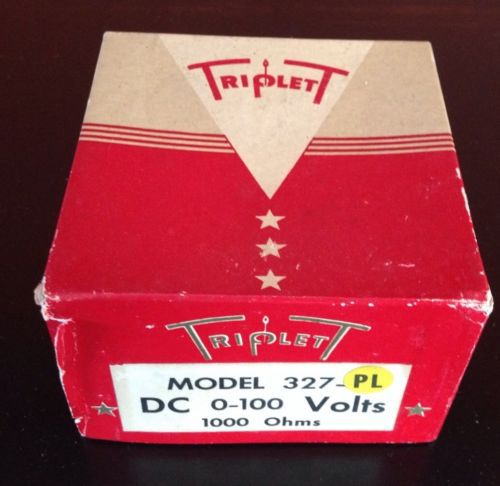 TRIPLETT
TRIPLETT
MODEL 327-PL
DC 0-100 Volts
1000 Ohms